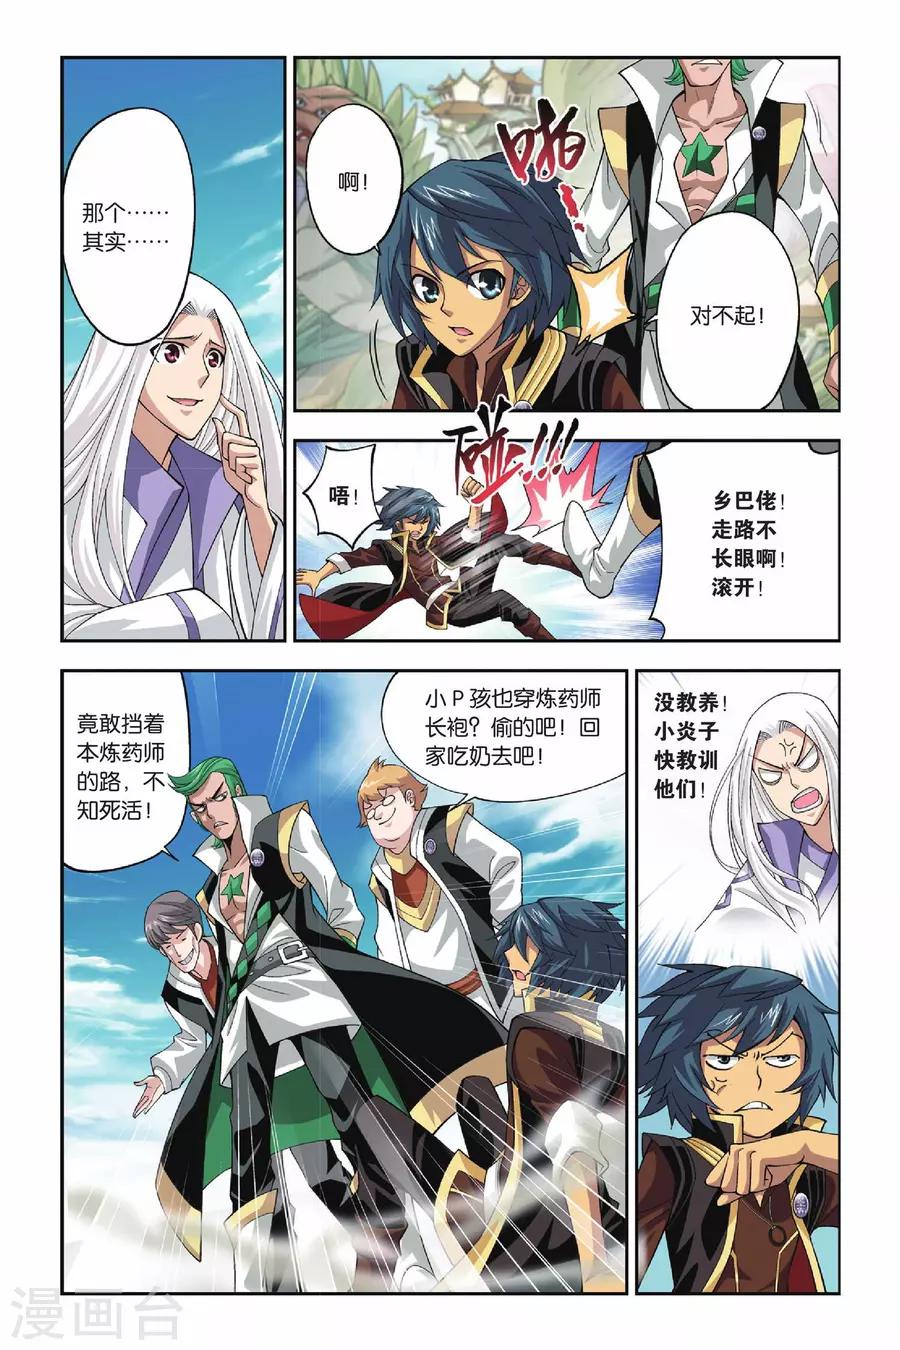 那个……
其实……
啊！
啪
对不起！
唔！
碰!!!
乡巴佬！
走路不
长眼啊！
滚开！
竟敢挡着
本炼药师
的路，不
知死活！
小P孩也穿炼药师
长袍？偷的吧！回
家吃奶去吧！
没教养！
小炎子
快教训
他们！
漫画台